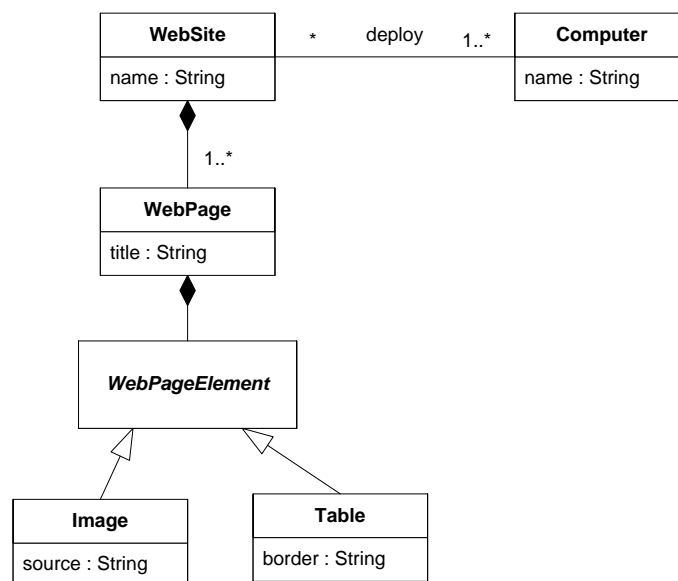 WebSite
* deploy 1..*
Computer
name : String
name : String
1..*
WebPage
title : String
WebPageElement
Image
Table
source : String
border : String